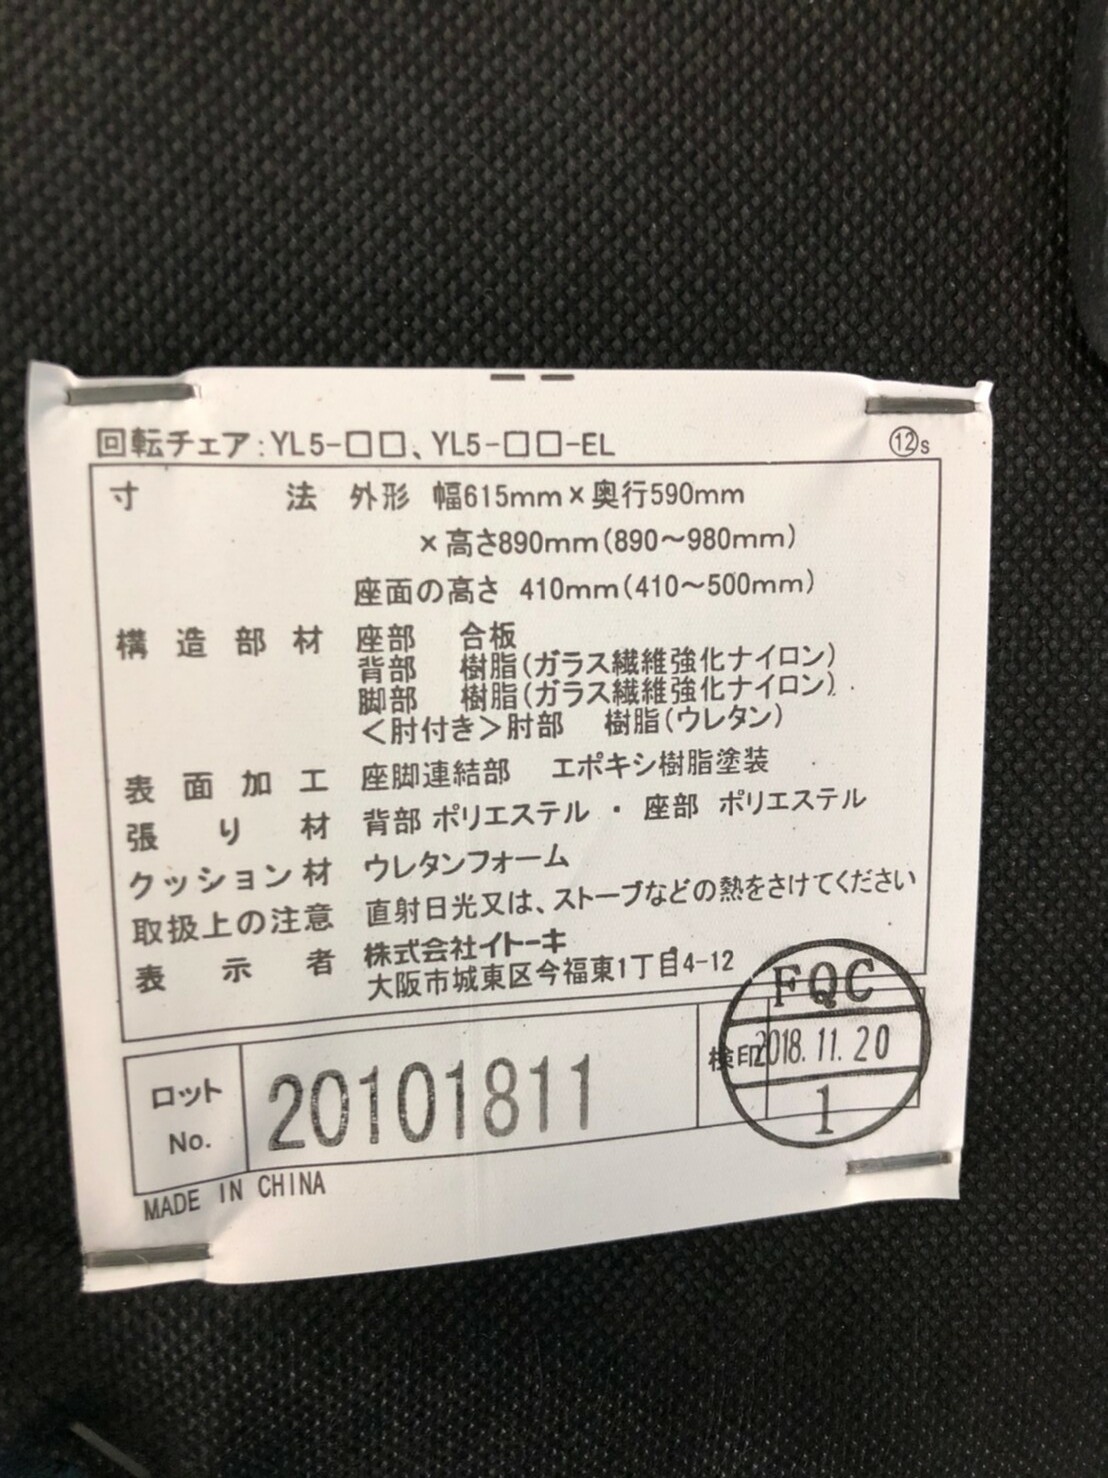 回転チェア:YL5-□□、YL5-□□-EL ⑫s
寸法 外形 幅615mm×奥行590mm
×高さ890mm(890～980mm)
座面の高さ 410mm(410～500mm)
構造部材 座部 合板
背部 樹脂(ガラス繊維強化ナイロン)
脚部 樹脂(ガラス繊維強化ナイロン)
＜肘付き＞肘部 樹脂(ウレタン)
表面加工 座脚連結部 エポキシ樹脂塗装
張り材 背部 ポリエステル・座部 ポリエステル
クッション材 ウレタンフォーム
取扱上の注意 直射日光又は、ストーブなどの熱をさけてください
表示者 株式会社イトーキ
大阪市城東区今福東1丁目4-12
ロットNo. 20101811
検印 FQC
2018.11.20
1
MADE IN CHINA